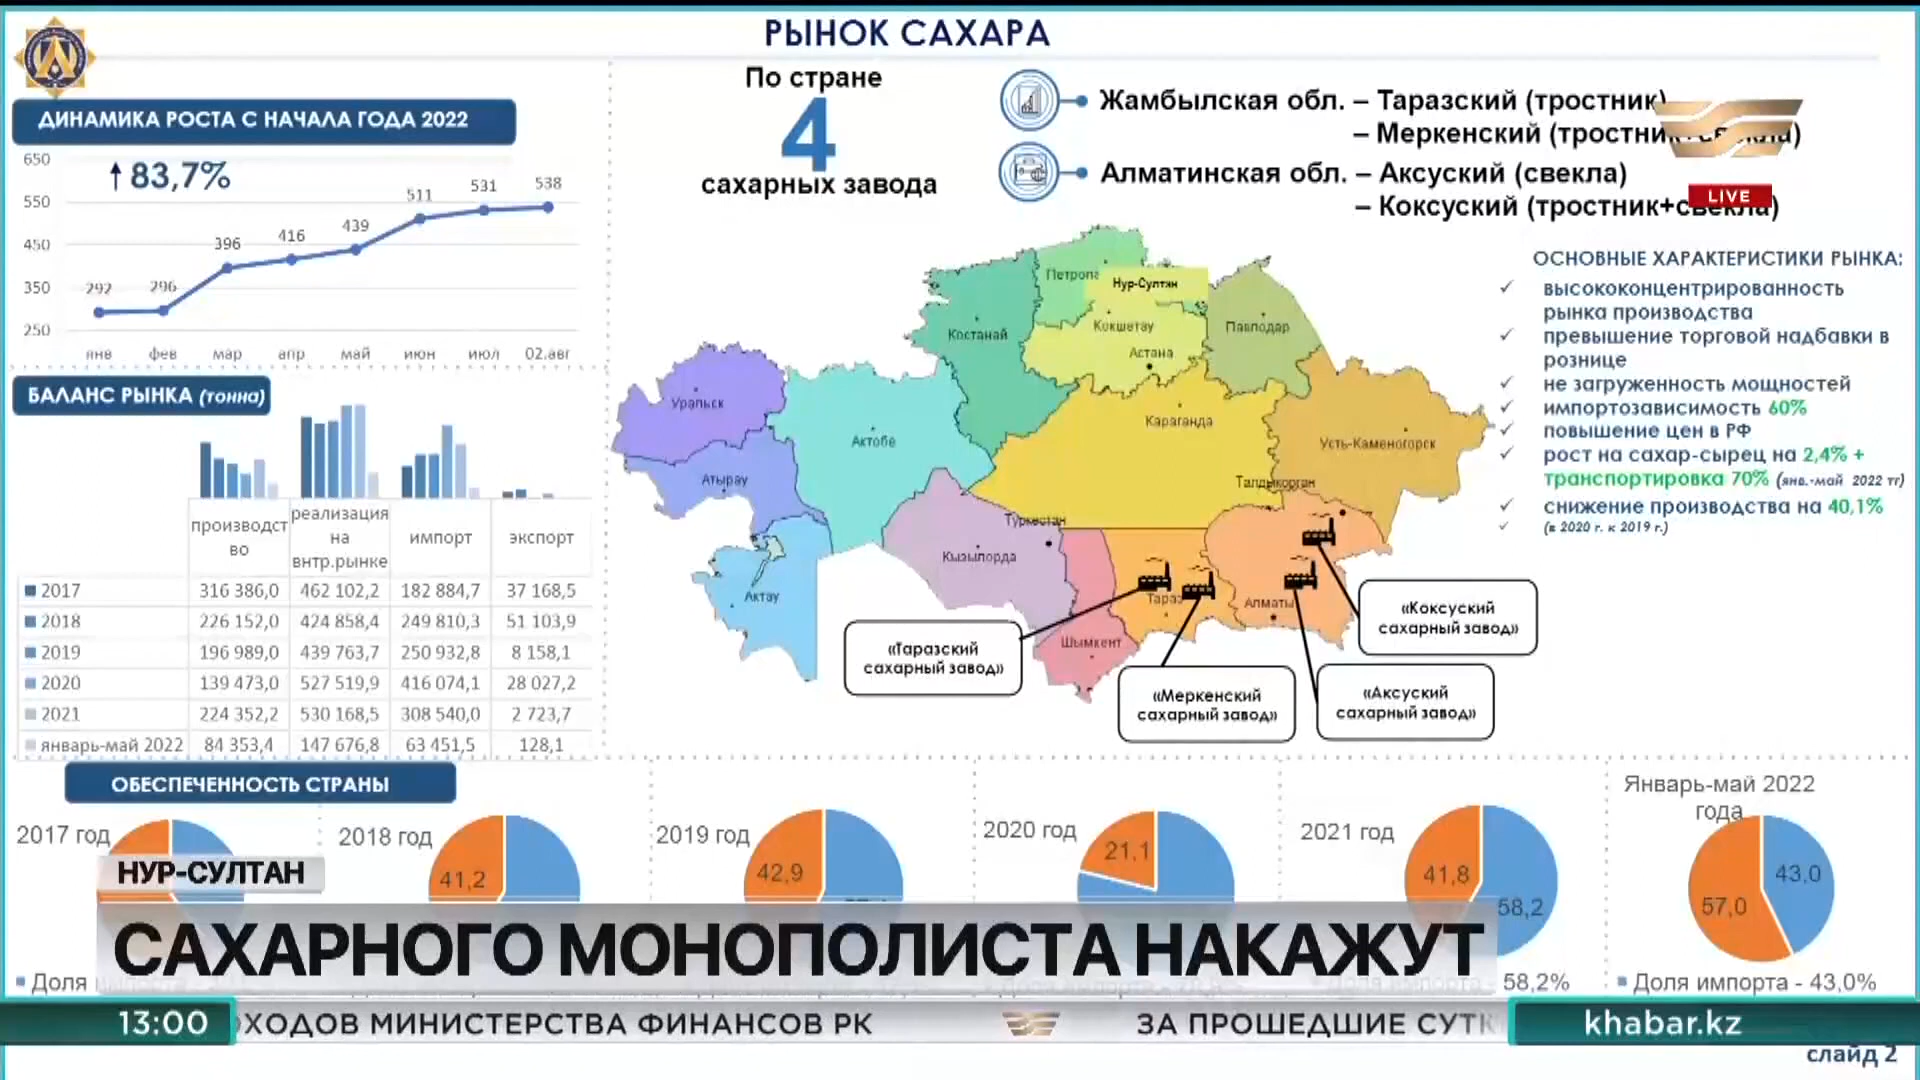 РЫНОК САХАРА
ДИНАМИКА РОСТА С НАЧАЛА ГОДА 2022
83,7%
650
550
450
350
250
292
296
396
416
439
511
531
538
янв фев мар апр май июн июл 02.авг
БАЛАНС РЫНКА (тонна)
производст
во
реализация
на
внтр.рынке
импорт
экспорт
2017 316 386,0 462 102,2 182 884,7 37 168,5
2018 226 152,0 424 858,4 249 810,3 51 103,9
2019 196 989,0 439 763,7 250 932,8 8 158,1
2020 139 473,0 527 519,9 416 074,1 28 027,2
2021 224 352,2 530 168,5 308 540,0 2 723,7
январь-май 2022 84 353,4 147 676,8 63 451,5 128,1
По стране
4
сахарных завода
Жамбылская обл. – Таразский (тростник)
– Меркенский (тростник+свекла)
Алматинская обл. – Аксуский (свекла)
– Коксуский (тростник+свекла)
LIVE
Нур-Султян
Костанай
Кокшетау
Павлодар
Астана
Уральск
Актобе
Караганда
Усть-Каменогорск
Атырау
Талдыкорган
Туркестан
Кызылорда
Актау
Тараз
Алматы
Шымкент
«Таразский
сахарный завод»
«Меркенский
сахарный завод»
«Аксуский
сахарный завод»
«Коксуский
сахарный завод»
ОСНОВНЫЕ ХАРАКТЕРИСТИКИ РЫНКА:
✓ высококонцентрированность
рынка производства
✓ превышение торговой надбавки в
рознице
✓ не загруженность мощностей
✓ импортозависимость 60%
✓ повышение цен в РФ
✓ рост на сахар-сырец на 2,4% +
транспортировка 70% (янв.-май 2022 тг)
✓ снижение производства на 40,1%
✓ (в 2020 г. к 2019 г.)
ОБЕСПЕЧЕННОСТЬ СТРАНЫ
2017 год
2018 год
41,2
2019 год
42,9
2020 год
21,1
2021 год
41,8
58,2
Январь-май 2022
года
57,0
43,0
НУР-СУЛТАН
САХАРНОГО МОНОПОЛИСТА НАКАЖУТ
Доля
58,2%
Доля импорта - 43,0%
13:00
ОХОДОВ МИНИСТЕРСТВА ФИНАНСОВ РК
ЗА ПРОШЕДШИЕ СУТК
khabar.kz
слайд 2